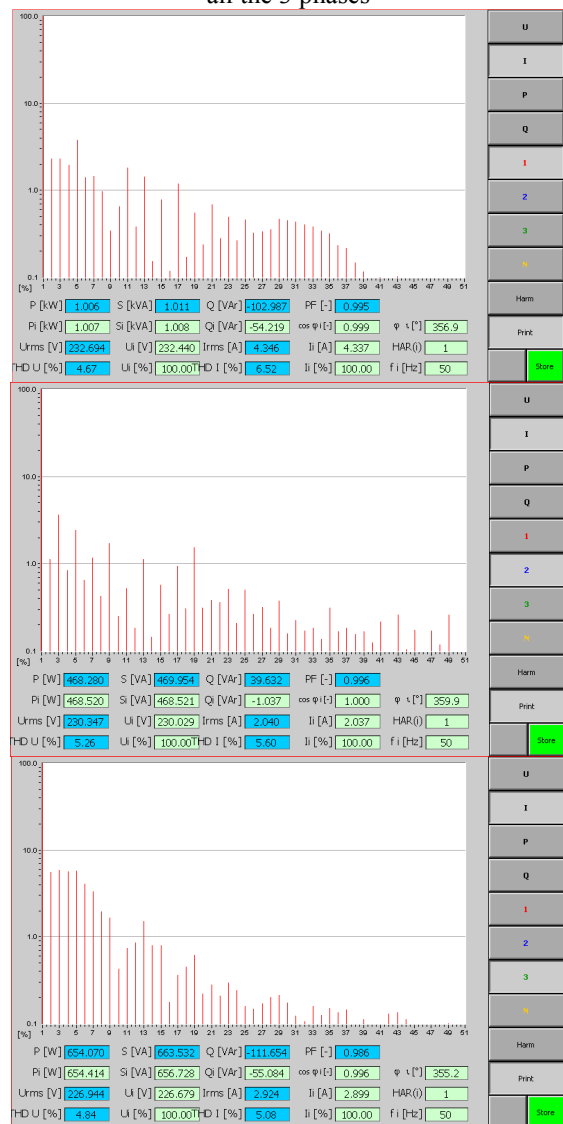 all the 3 phases
100.0
10.0
1.0
0.1
1 3 5 7 9 11 13 15 17 19 21 23 25 27 29 31 33 35 37 39 41 43 45 47 49 51
[%]
P [kW] 1.006 S [kVA] 1.011 Q [VAr] -102.987 PF [-] 0.995
Pi [kW] 1.007 Si [kVA] 1.008 Qi [VAr] -54.219 cos φi[-] 0.999 φ ι[°] 356.9
Urms [V] 232.694 Ui [V] 232.440 Irms [A] 4.346 Ii [A] 4.337 HAR(i) 1
THD U [%] 4.67 Ui [%] 100.00 THD I [%] 6.52 Ii [%] 100.00 f i [Hz] 50
U
I
P
Q
1
2
3
N
Harm
Print
Store
100.0
10.0
1.0
0.1
1 3 5 7 9 11 13 15 17 19 21 23 25 27 29 31 33 35 37 39 41 43 45 47 49 51
[%]
P [W] 468.280 S [VA] 469.954 Q [VAr] 39.632 PF [-] 0.996
Pi [W] 468.520 Si [VA] 468.521 Qi [VAr] -1.037 cos φi[-] 1.000 φ ι[°] 359.9
Urms [V] 230.347 Ui [V] 230.029 Irms [A] 2.040 Ii [A] 2.037 HAR(i) 1
THD U [%] 5.26 Ui [%] 100.00 THD I [%] 5.60 Ii [%] 100.00 f i [Hz] 50
U
I
P
Q
1
2
3
N
Harm
Print
Store
100.0
10.0
1.0
0.1
1 3 5 7 9 11 13 15 17 19 21 23 25 27 29 31 33 35 37 39 41 43 45 47 49 51
[%]
P [W] 654.070 S [VA] 663.532 Q [VAr] -111.654 PF [-] 0.986
Pi [W] 654.414 Si [VA] 656.728 Qi [VAr] -55.084 cos φi[-] 0.996 φ ι[°] 355.2
Urms [V] 226.944 Ui [V] 226.679 Irms [A] 2.924 Ii [A] 2.899 HAR(i) 1
THD U [%] 4.84 Ui [%] 100.00 THD I [%] 5.08 Ii [%] 100.00 f i [Hz] 50
U
I
P
Q
1
2
3
N
Harm
Print
Store